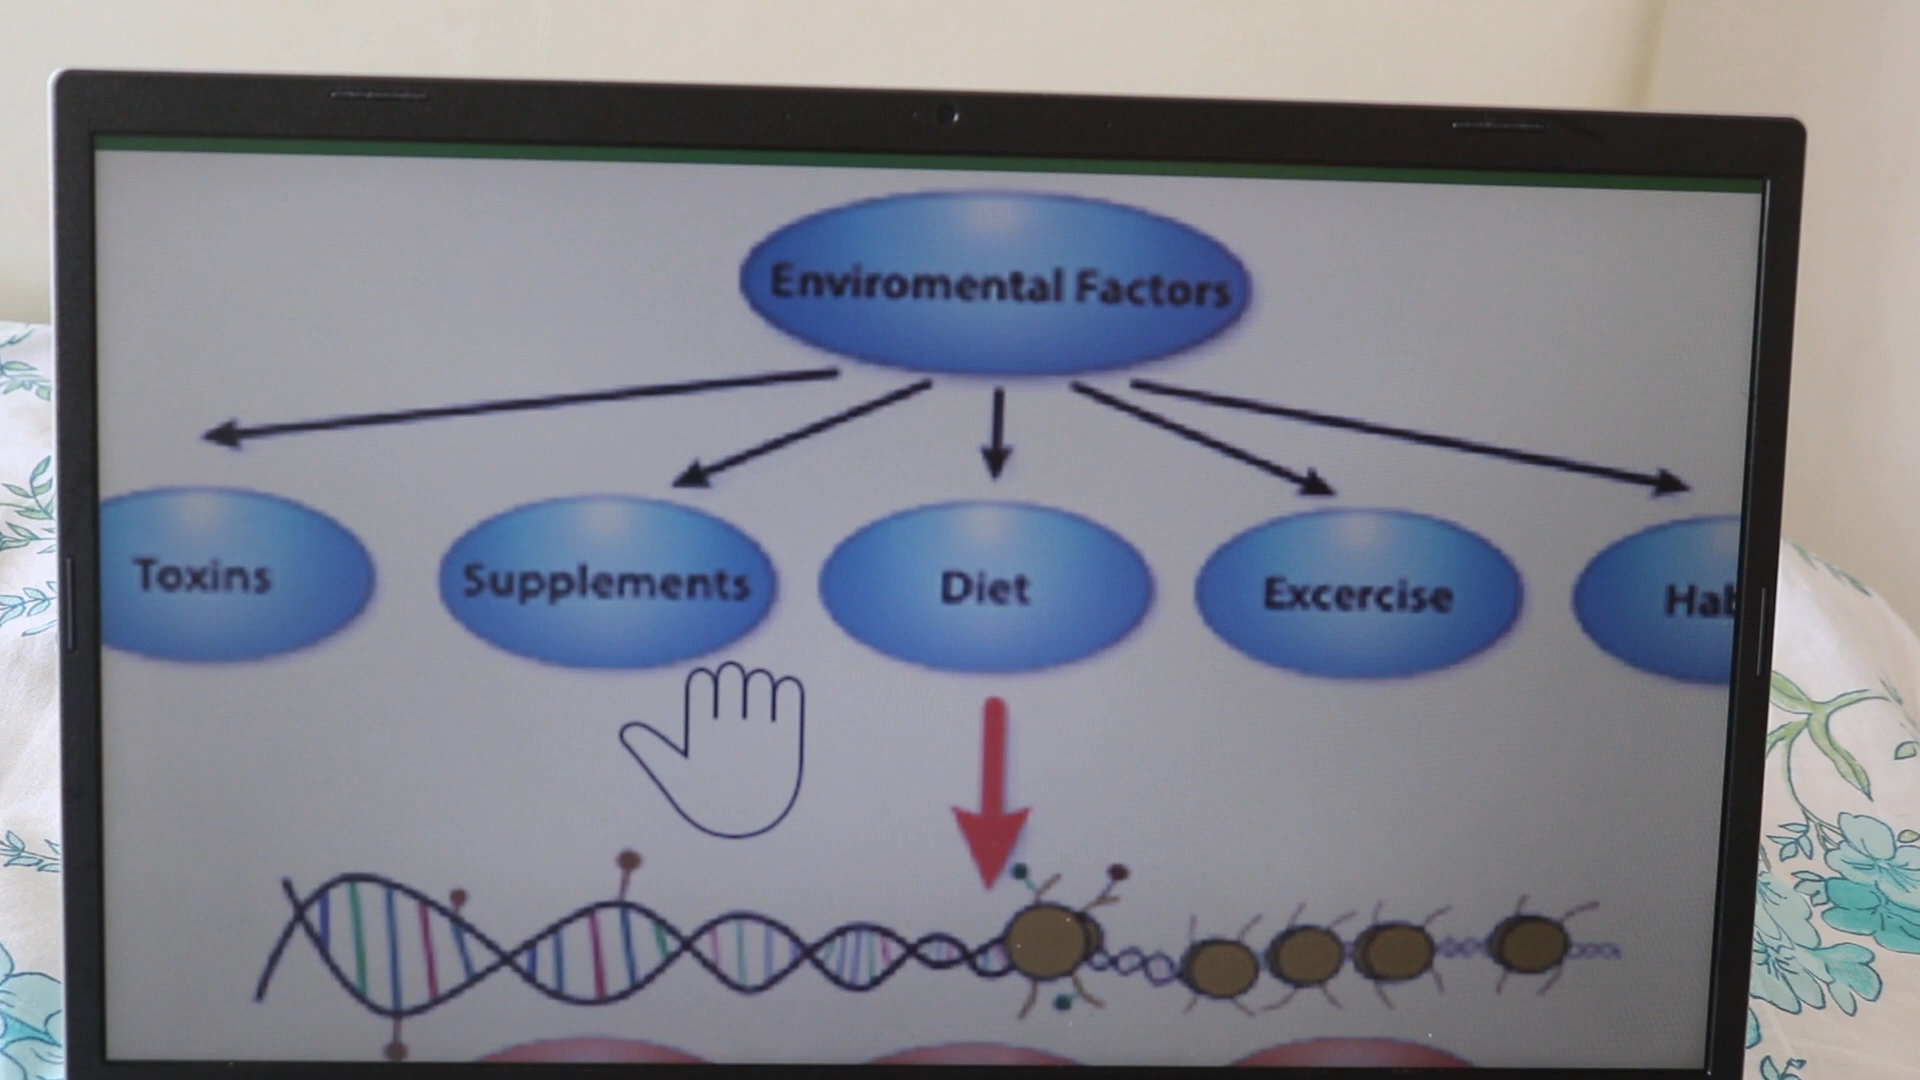 Enviromental Factors
Toxins
Supplements
Diet
Excercise